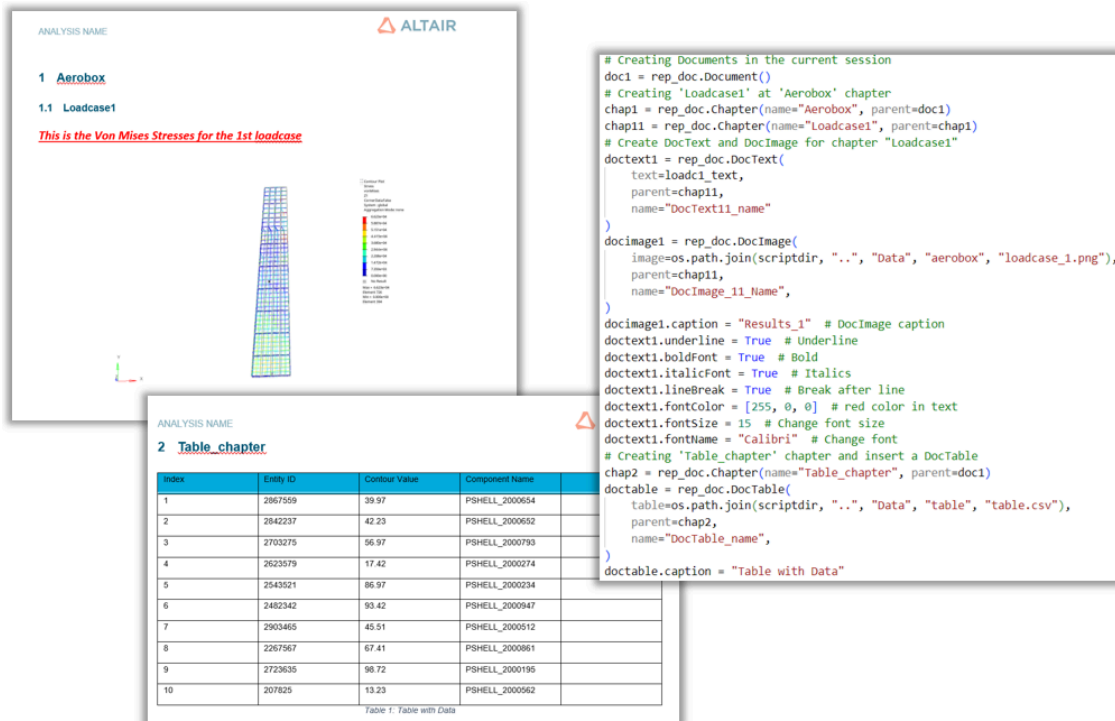 ANALYSIS NAME
ALTAIR
1 Aerobox
1.1 Loadcase1
This is the Von Mises Stresses for the 1st loadcase
Contour Plot
ANALYSIS NAME
2 Table_chapter
Index Entity ID Contour Value Component Name
1 2867559 39.97 PSHELL_2000654
2 2842237 42.23 PSHELL_2000652
3 2703275 56.97 PSHELL_2000793
4 2623579 17.42 PSHELL_2000274
5 2543521 86.97 PSHELL_2000234
6 2482342 93.42 PSHELL_2000947
7 2903465 45.51 PSHELL_2000512
8 2267567 67.41 PSHELL_2000861
9 2723635 98.72 PSHELL_2000195
10 207825 13.23 PSHELL_2000562
Table 1: Table with Data
# Creating Documents in the current session
doc1 = rep_doc.Document()
# Creating 'Loadcase1' at 'Aerobox' chapter
chap1 = rep_doc.Chapter(name="Aerobox", parent=doc1)
chap11 = rep_doc.Chapter(name="Loadcase1", parent=chap1)
# Create DocText and DocImage for chapter "Loadcase1"
doctext1 = rep_doc.DocText(
text=loadc1_text,
parent=chap11,
name="DocText11_name"
)
docimage1 = rep_doc.DocImage(
image=os.path.join(scriptdir, "..", "Data", "aerobox", "loadcase_1.png"),
parent=chap11,
name="DocImage_11_Name",
)
docimage1.caption = "Results_1" # DocImage caption
doctext1.underline = True # Underline
doctext1.boldFont = True # Bold
doctext1.italicFont = True # Italics
doctext1.lineBreak = True # Break after line
doctext1.fontColor = [255, 0, 0] # red color in text
doctext1.fontSize = 15 # Change font size
doctext1.fontName = "Calibri" # Change font
# Creating 'Table_chapter' chapter and insert a DocTable
chap2 = rep_doc.Chapter(name="Table_chapter", parent=doc1)
doctable = rep_doc.DocTable(
table=os.path.join(scriptdir, "..", "Data", "table", "table.csv"),
parent=chap2,
name="DocTable_name",
)
doctable.caption = "Table with Data"